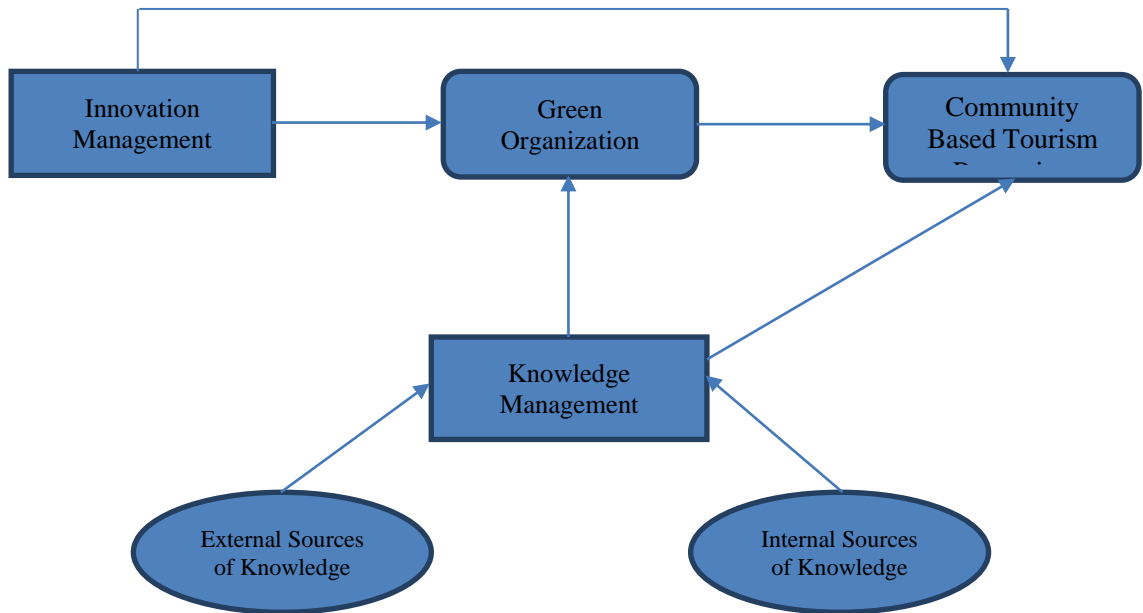 Innovation
Management
Green
Organization
Community
Based Tourism
Knowledge
Management
External Sources
of Knowledge
Internal Sources
of Knowledge